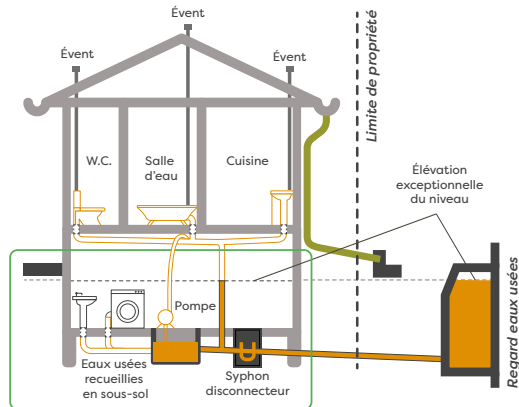 Évent
Évent
Évent
Limite de propriété
W.C.
Salle
d'eau
Cuisine
Élévation
exceptionnelle
du niveau
Pompe
Regard eaux usées
Eaux usées
recueillies
en sous-sol
Syphon
disconnecteur